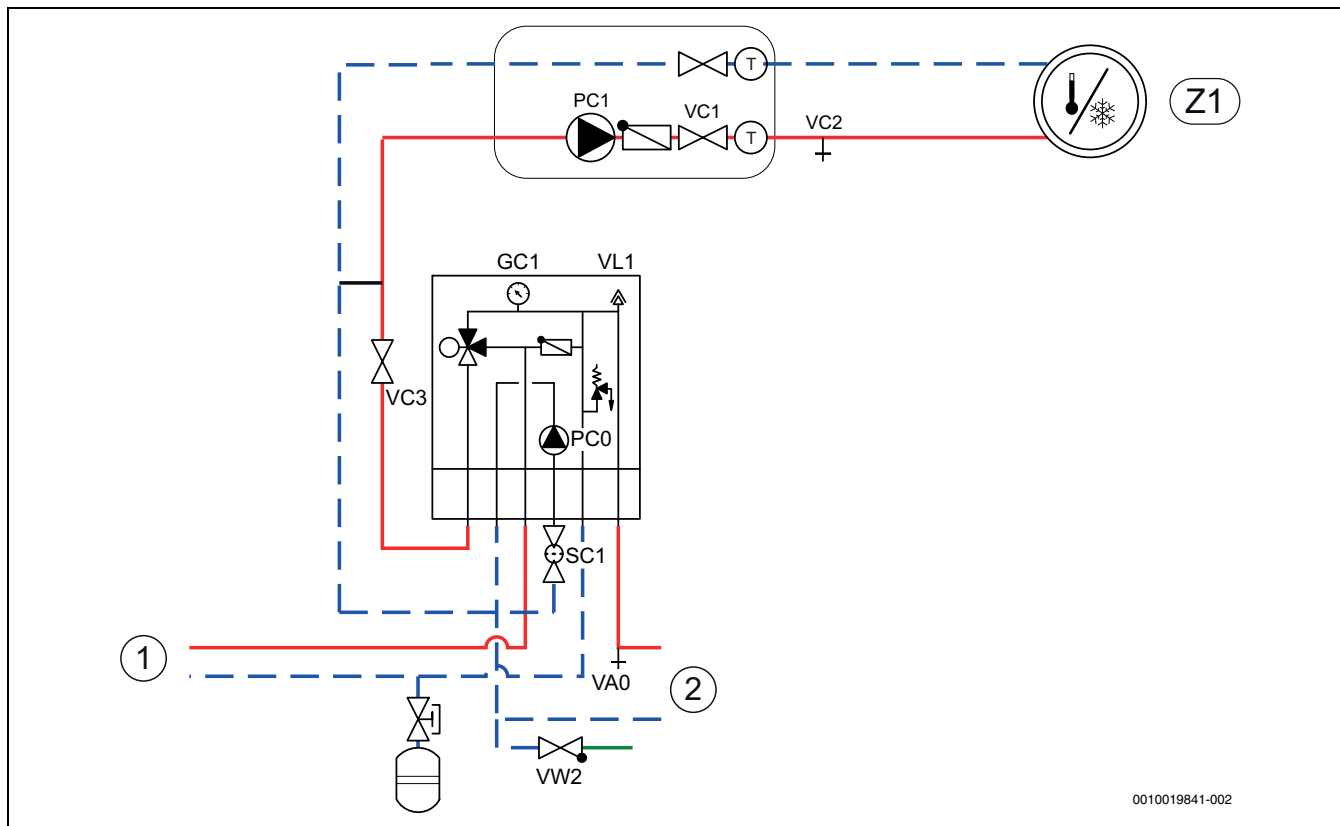 T
PC1
VC1
T
VC2
Z1
GC1
VL1
VC3
PC0
SC1
1
VA0
2
VW2
0010019841-002